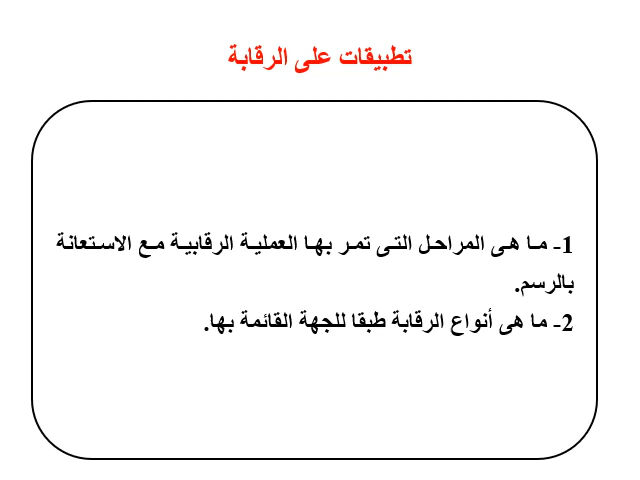 تطبيقات على الرقابة
1- ما هى المراحل التى تمر بها العملية الرقابية مع الاستعانة
بالرسم.
2- ما هى أنواع الرقابة طبقا للجهة القائمة بها.